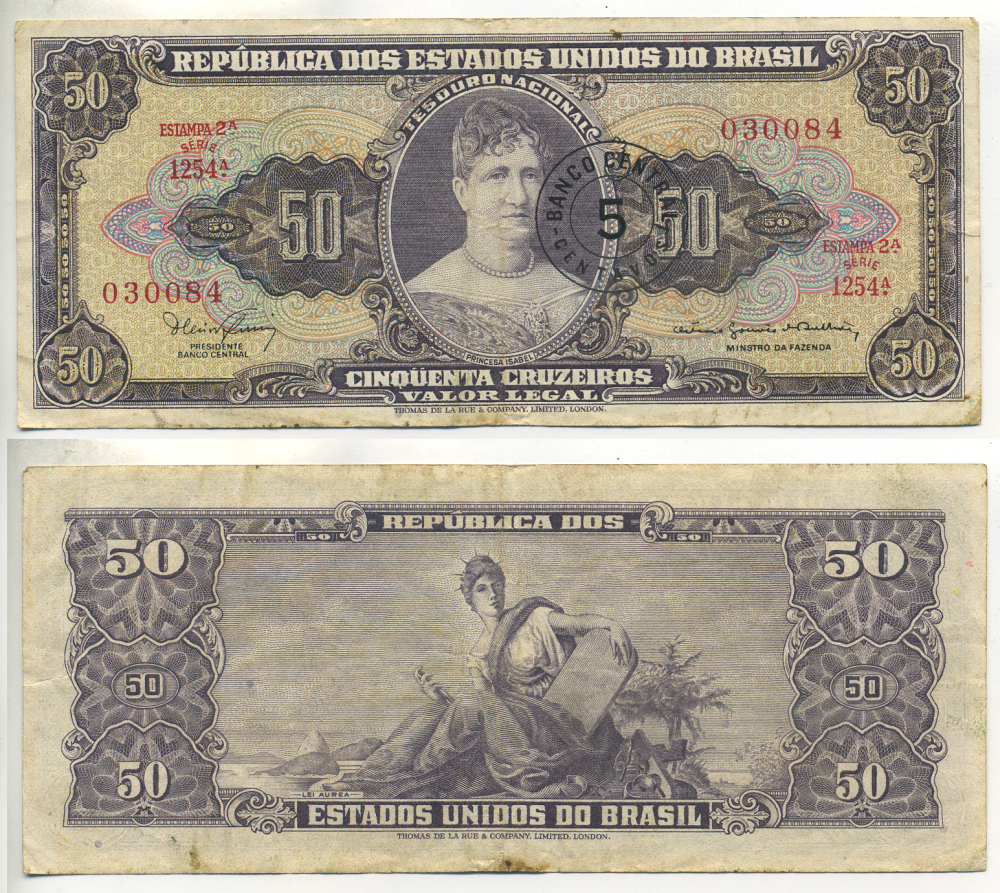 REPÚBLICA DOS ESTADOS UNIDOS DO BRASIL
50 50
TESOURO NACIONAL
ESTAMPA 2ᴬ
SÉRIE
1254ᴬ.
030084
50 50
50 50
BANCO CENTRAL
5
CENTAVOS
030084
ESTAMPA 2ᴬ
SÉRIE
1254ᴬ.
PRESIDENTE
BANCO CENTRAL
MINSTRO DA FAZENDA
PRINCESA ISABEL
50 50
CINQÜENTA CRUZEIROS
VALOR LEGAL
THOMAS DE LA RUE & COMPANY, LIMITED, LONDON.
REPÚBLICA DOS
50 50
50 50
50 50
50 50
LEI AUREA
ESTADOS UNIDOS DO BRASIL
THOMAS DE LA RUE & COMPANY, LIMITED, LONDON.